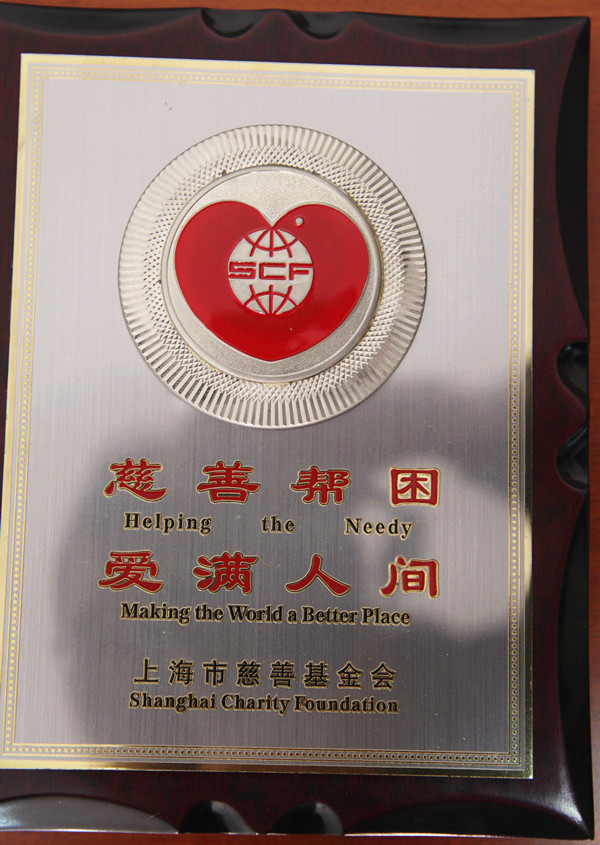 SCF
慈善帮困
Helping the Needy
爱满人间
Making the World a Better Place
上海市慈善基金会
Shanghai Charity Foundation